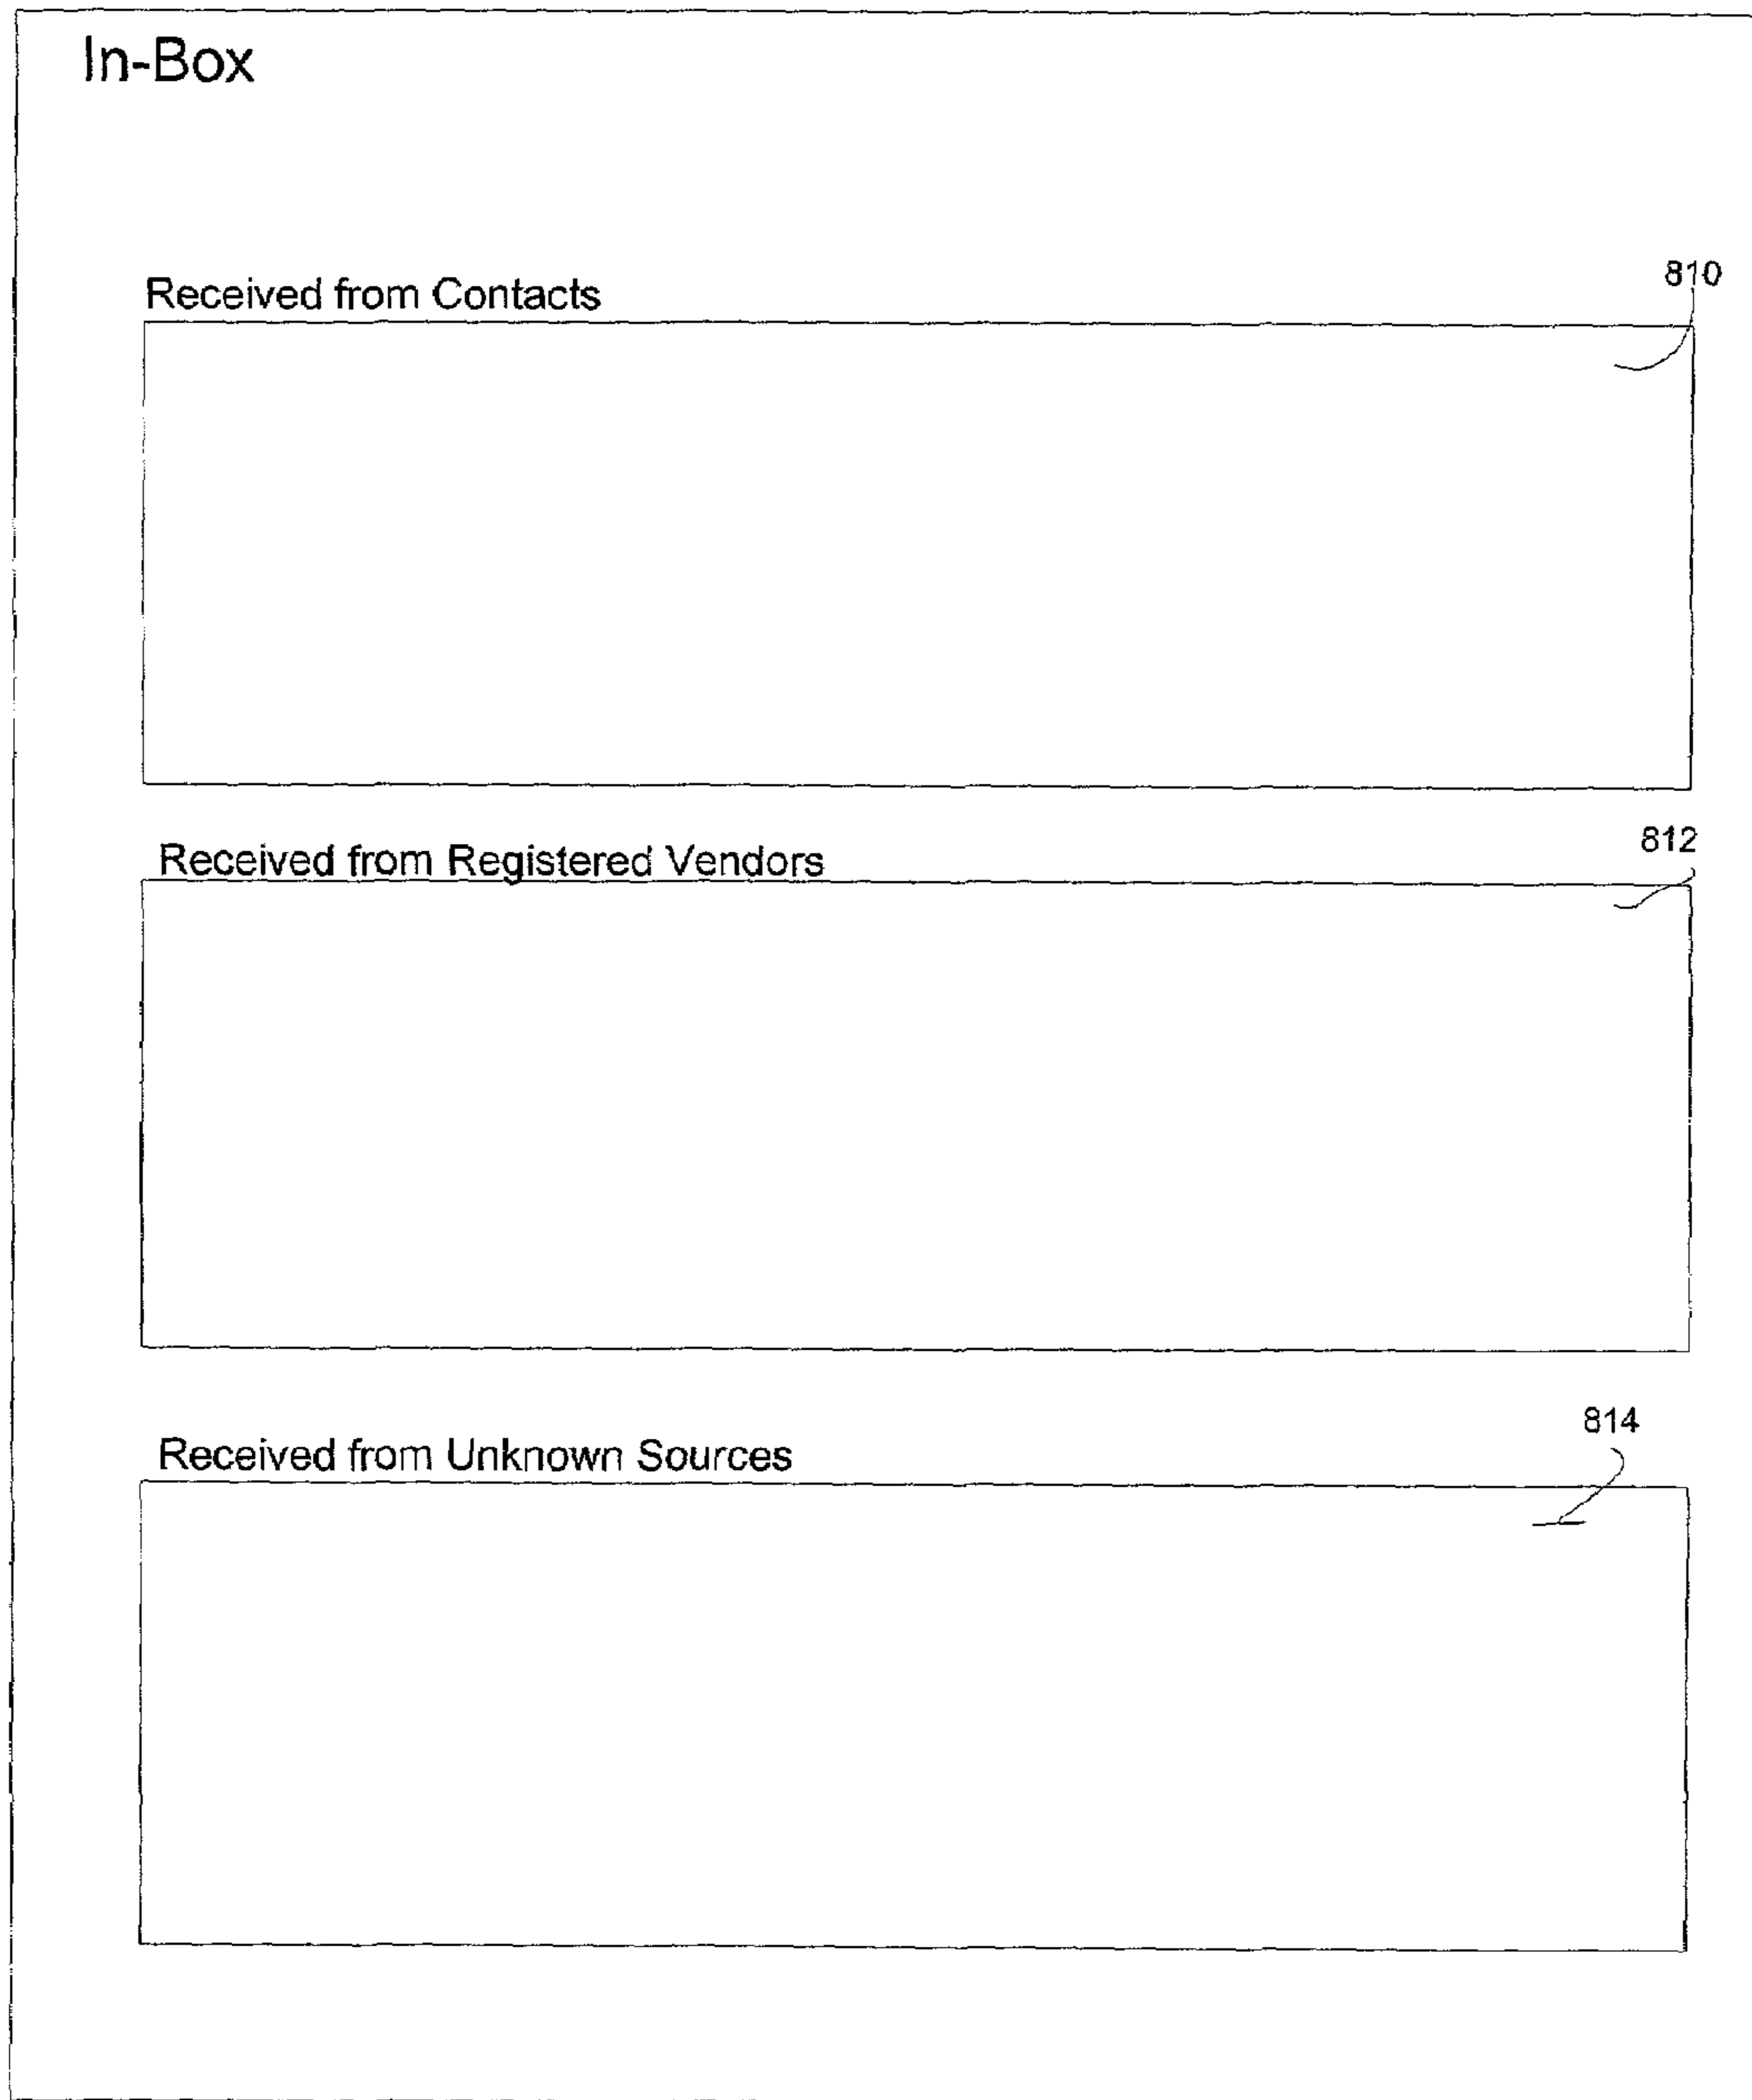 In-Box
810
Received from Contacts
812
Received from Registered Vendors
814
Received from Unknown Sources